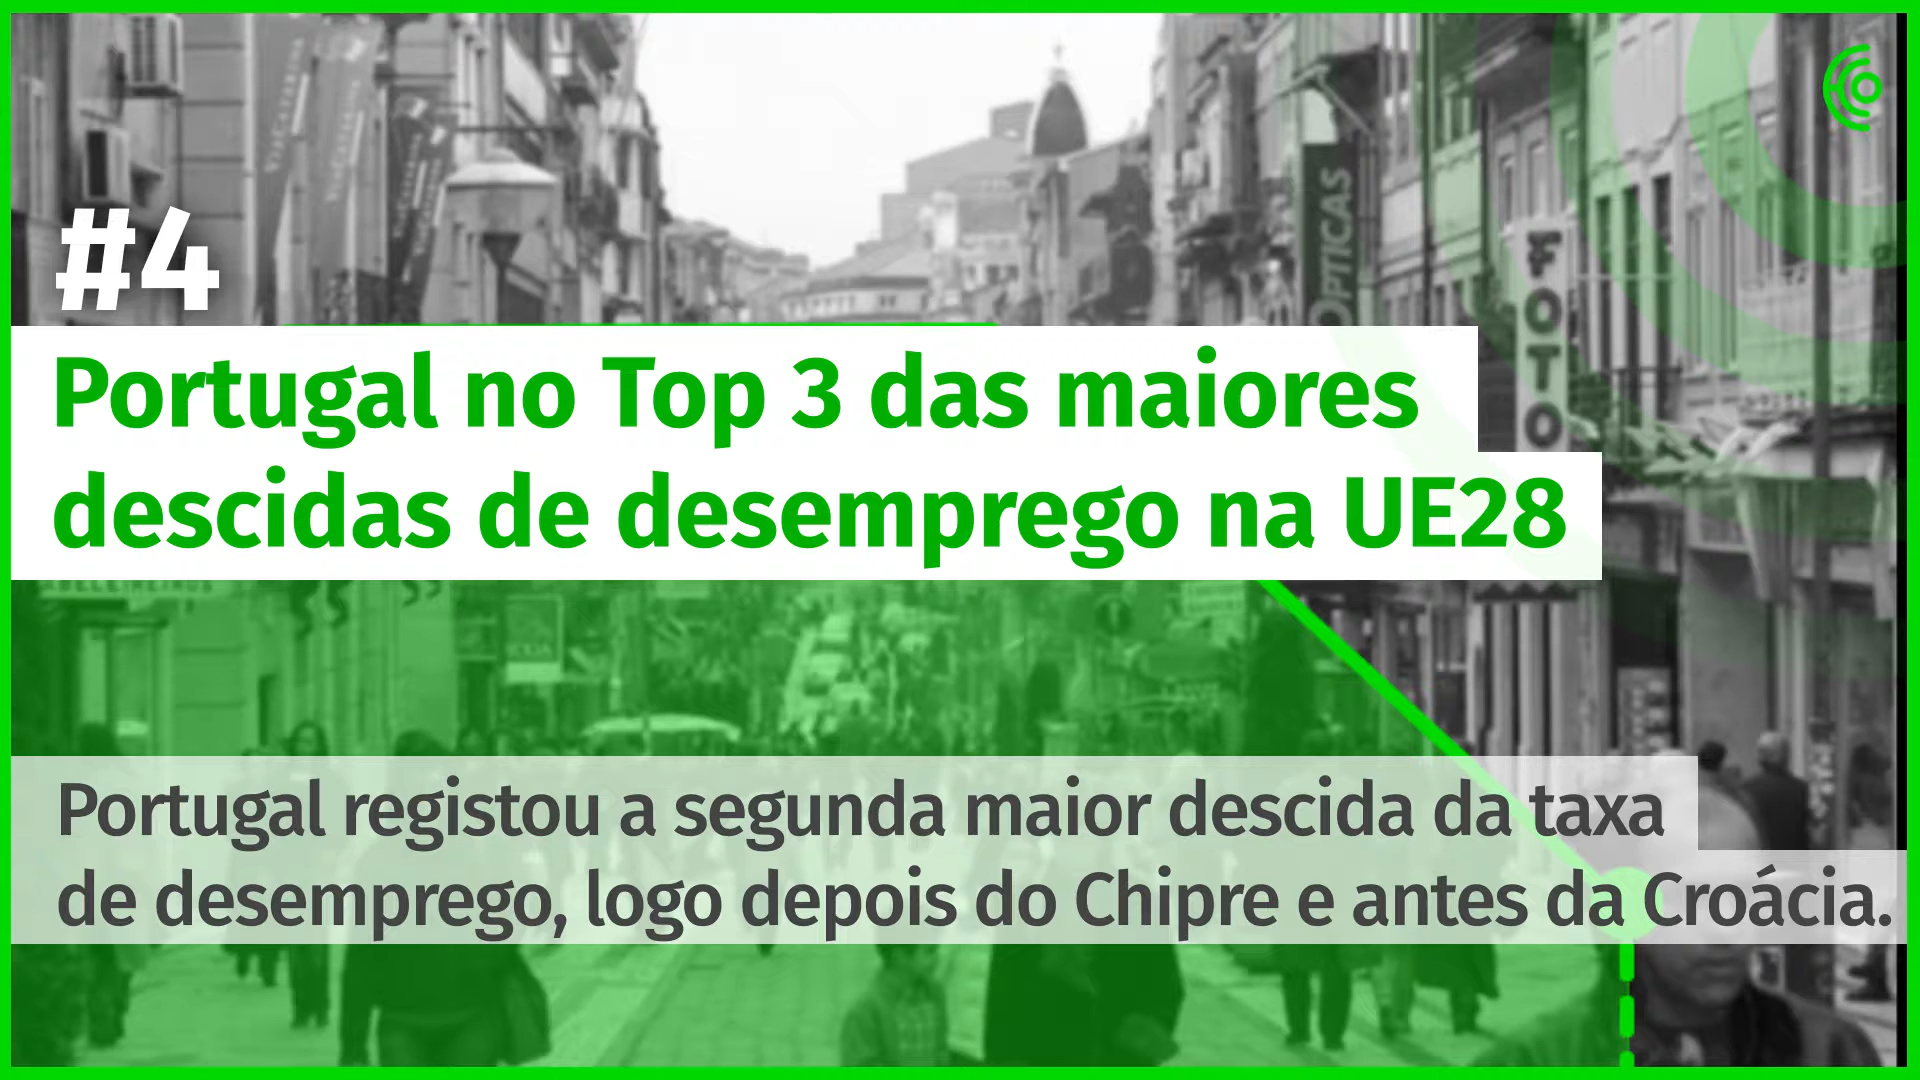 #4
OPTICAS
FOTO
Portugal no Top 3 das maiores
descidas de desemprego na UE28
Portugal registou a segunda maior descida da taxa
de desemprego, logo depois do Chipre e antes da Croácia.